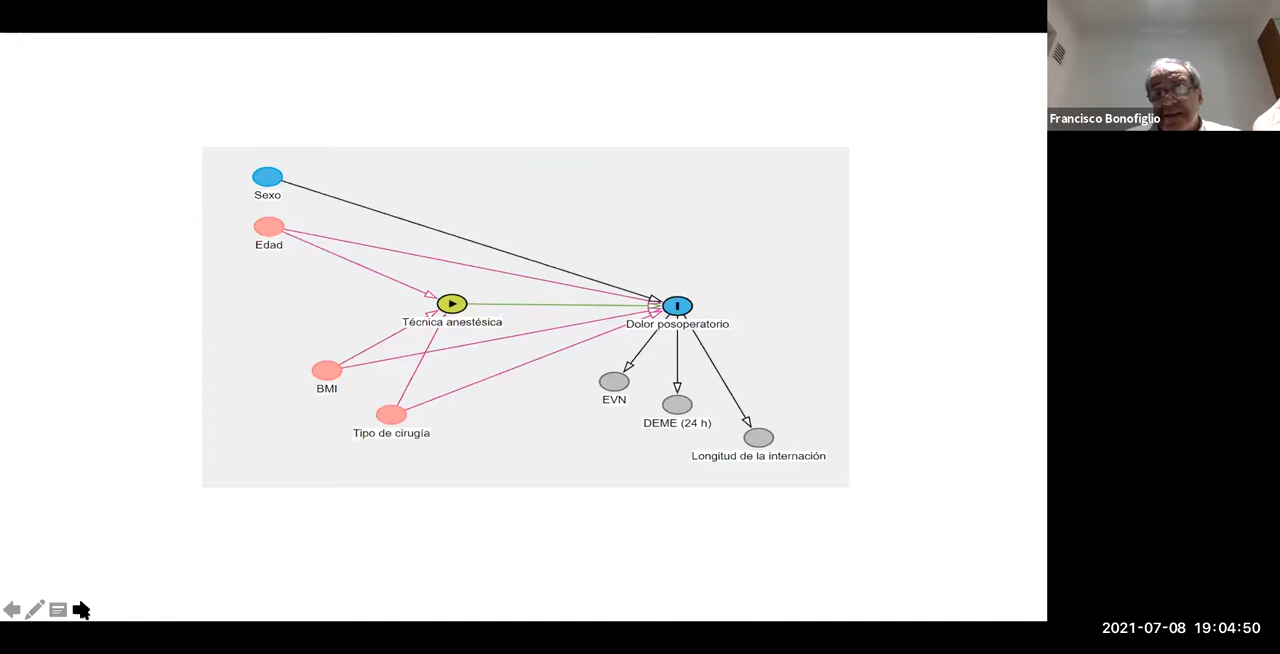 Francisco Bonofiglio
Sexo
Edad
Técnica anestésica
Dolor posoperatorio
BMI
EVN
DEME (24 h)
Tipo de cirugía
Longitud de la internación
2021-07-08 19:04:50